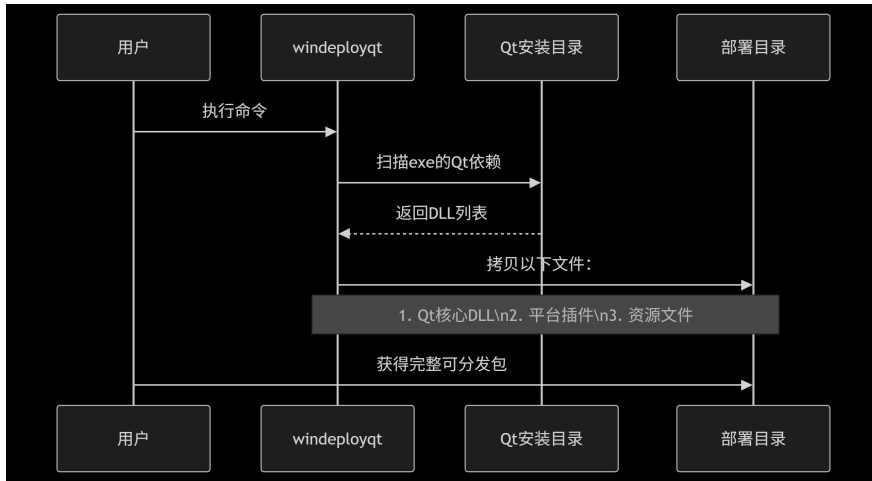 用户
windeployqt
Qt安装目录
部署目录
执行命令
扫描exe的Qt依赖
返回DLL列表
拷贝以下文件：
1. Qt核心DLL\n2. 平台插件\n3. 资源文件
获得完整可分发包
用户
windeployqt
Qt安装目录
部署目录